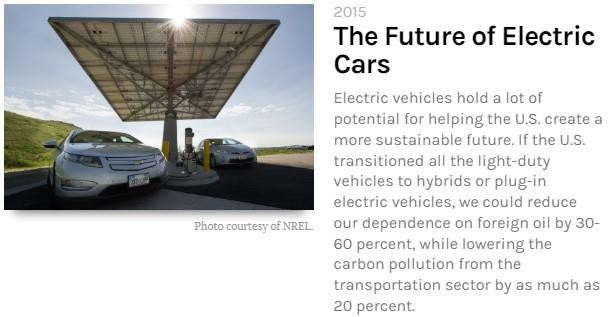 2015
The Future of Electric
Cars
Electric vehicles hold a lot of
potential for helping the U.S. create a
more sustainable future. If the U.S.
transitioned all the light-duty
vehicles to hybrids or plug-in
electric vehicles, we could reduce
our dependence on foreign oil by 30-
60 percent, while lowering the
carbon pollution from the
transportation sector by as much as
20 percent.
Photo courtesy of NREL.